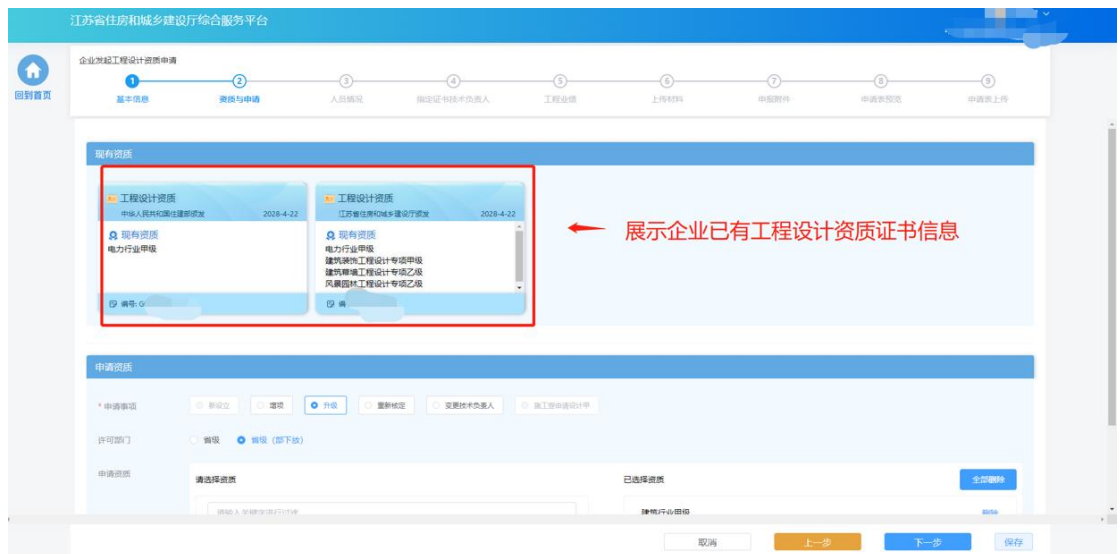 江苏省住房和城乡建设厅综合服务平台
回到首页
企业发起工程设计资质申请
1 2 3 4 5 6 7 8 9
基本信息 资质与申请 人员情况 指定证书技术负责人 工程业绩 上传材料 申报附件 申请表预览 申请表上传
现有资质
工程设计资质 工程设计资质
中华人民共和国住建部颁发 2028-4-22 江苏省住房和城乡建设厅颁发 2028-4-22
现有资质 现有资质
电力行业甲级 电力行业甲级
建筑装饰工程设计专项甲级
建筑幕墙工程设计专项乙级
风景园林工程设计专项乙级
编号: G 编
展示企业已有工程设计资质证书信息
申请资质
* 申请事项 新设立 增项 升级 重新核定 变更技术负责人 施工空申请设计甲
许可部门 省级 省级（部下放）
申请资质 请选择资质 已选择资质 全部删除
请输入关键字进行过滤 建筑行业甲级 删除
取消 上一步 下一步 保存